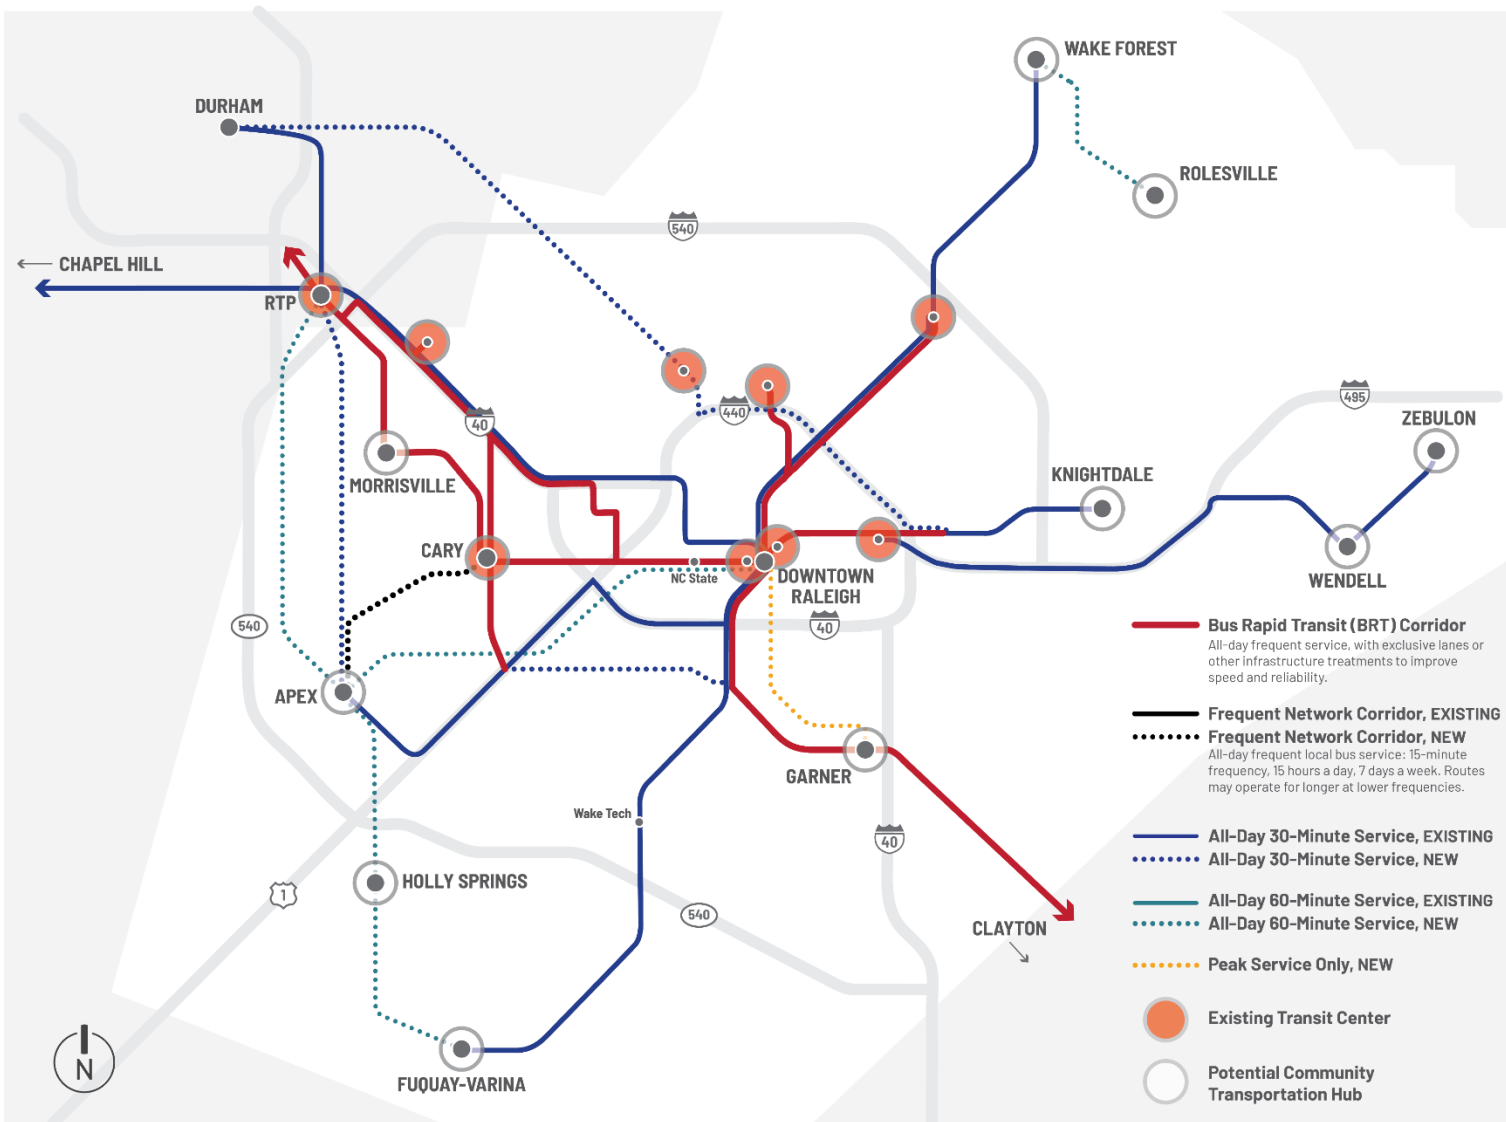 WAKE FOREST
DURHAM
ROLESVILLE
540
CHAPEL HILL
RTP
495
440
40
ZEBULON
KNIGHTDALE
MORRISVILLE
CARY
NC State
DOWNTOWN
RALEIGH
WENDELL
540
40
Bus Rapid Transit (BRT) Corridor
All-day frequent service, with exclusive lanes or
other infrastructure treatments to improve
speed and reliability.
APEX
Frequent Network Corridor, EXISTING
Frequent Network Corridor, NEW
All-day frequent local bus service: 15-minute
frequency, 15 hours a day, 7 days a week. Routes
may operate for longer at lower frequencies.
GARNER
Wake Tech
40
All-Day 30-Minute Service, EXISTING
All-Day 30-Minute Service, NEW
HOLLY SPRINGS
1
540
All-Day 60-Minute Service, EXISTING
All-Day 60-Minute Service, NEW
CLAYTON
Peak Service Only, NEW
Existing Transit Center
N
FUQUAY-VARINA
Potential Community
Transportation Hub